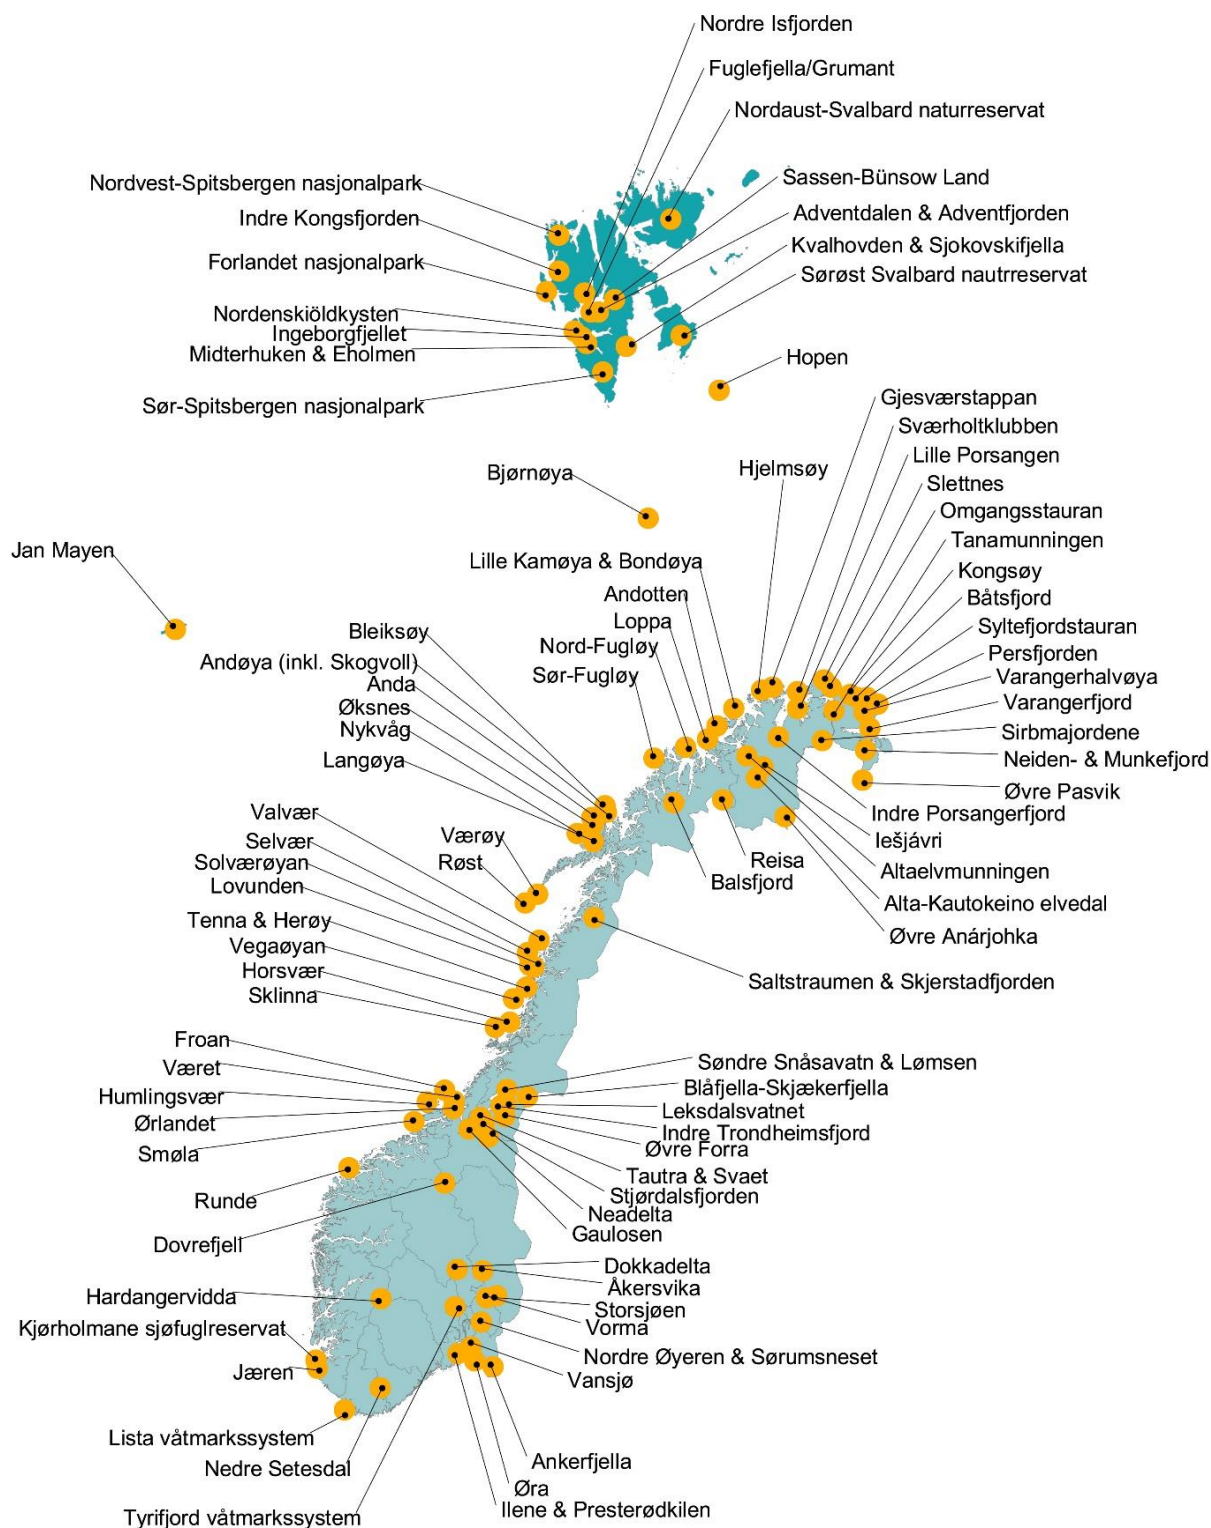 Nordre Isfjorden
Fuglefjella/Grumant
Nordaust-Svalbard naturreservat
Sassen-Bünsow Land
Adventdalen & Adventfjorden
Kvalhovden & Sjokovskifjella
Sørøst Svalbard nautrreservat
Hopen
Nordvest-Spitsbergen nasjonalpark
Indre Kongsfjorden
Forlandet nasjonalpark
Nordenskiöldkysten
Ingeborgfjellet
Midterhuken & Eholmen
Sør-Spitsbergen nasjonalpark
Bjørnøya
Jan Mayen
Gjesværstappan
Sværholtklubben
Hjelmsøy
Lille Porsangen
Slettnes
Omgangsstauran
Tanamunningen
Kongsøy
Båtsfjord
Syltefjordstauran
Persfjorden
Varangerhalvøya
Varangerfjord
Sirbmajordene
Neiden- & Munkefjord
Øvre Pasvik
Indre Porsangerfjord
Iešjávri
Altaelvmunningen
Alta-Kautokeino elvedal
Øvre Anárjohka
Reisa
Balsfjord
Saltstraumen & Skjerstadfjorden
Lille Kamøya & Bondøya
Andotten
Loppa
Nord-Fugløy
Sør-Fugløy
Bleiksøy
Andøya (inkl. Skogvoll)
Anda
Øksnes
Nykvåg
Langøya
Værøy
Røst
Valvær
Selvær
Solværøyan
Lovunden
Tenna & Herøy
Vegaøyan
Horsvær
Sklinna
Froan
Været
Humlingsvær
Ørlandet
Smøla
Runde
Dovrefjell
Hardangervidda
Kjørholmane sjøfuglreservat
Jæren
Lista våtmarkssystem
Nedre Setesdal
Tyrifjord våtmarkssystem
Søndre Snåsavatn & Lømsen
Blåfjella-Skjækerfjella
Leksdalsvatnet
Indre Trondheimsfjord
Øvre Forra
Tautra & Svaet
Stjørdalsfjorden
Neadelta
Gaulosen
Dokkadelta
Åkersvika
Storsjøen
Vorma
Nordre Øyeren & Sørumsneset
Vansjø
Ankerfjella
Øra
Ilene & Presterødkilen